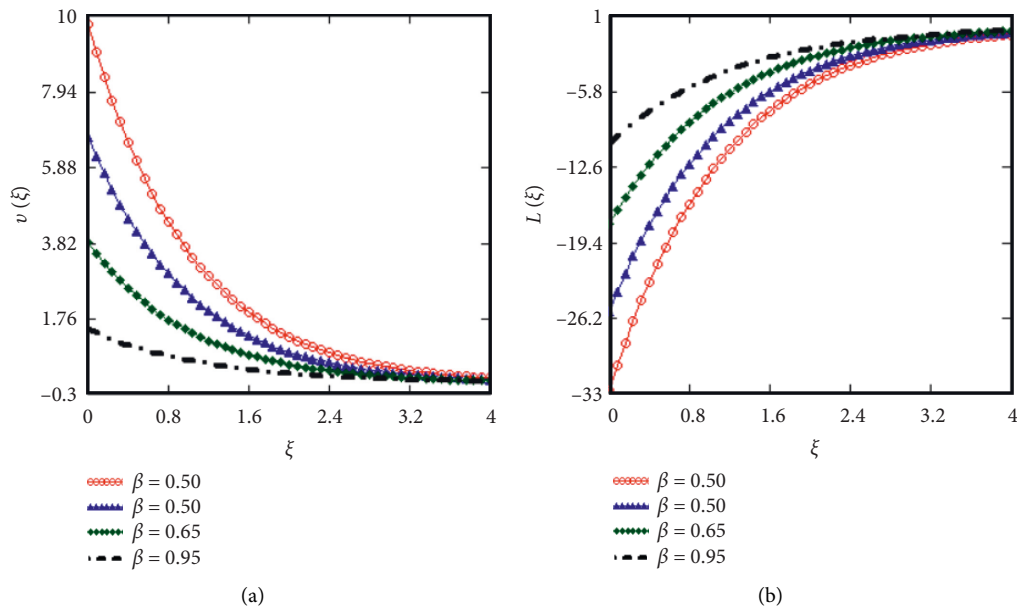 10
7.94
5.88
3.82
1.76
−0.3
υ (ξ)
0 0.8 1.6 2.4 3.2 4
ξ
β = 0.50
β = 0.50
β = 0.65
β = 0.95
(a)
1
−5.8
−12.6
−19.4
−26.2
−33
L (ξ)
0 0.8 1.6 2.4 3.2 4
ξ
β = 0.50
β = 0.50
β = 0.65
β = 0.95
(b)